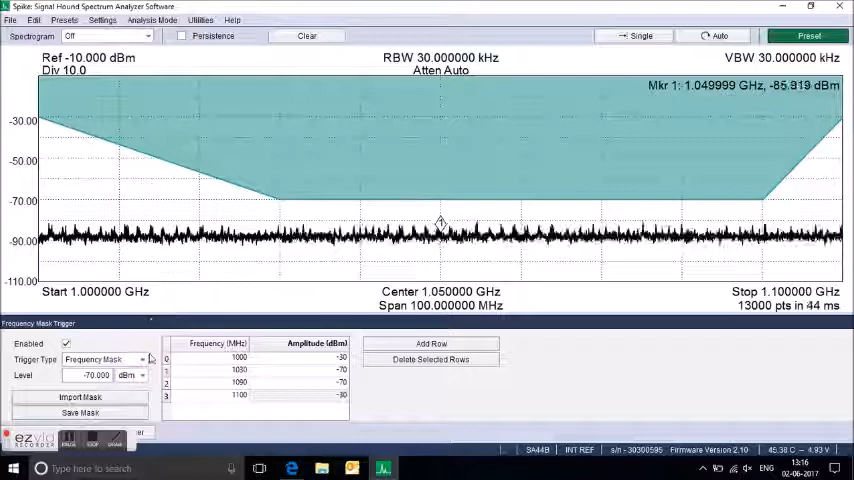 Spike: Signal Hound Spectrum Analyzer Software
File Edit Presets Settings Analysis Mode Utilities Help
Spectrogram Off Persistence Clear Single Auto Preset
Ref -10.000 dBm RBW 30.000000 kHz VBW 30.000000 kHz
Div 10.0 Atten Auto
Mkr 1: 1.049999 GHz, -85.819 dBm
-30.00
-50.00
-70.00
1
-90.00
-110.00
Start 1.000000 GHz Center 1.050000 GHz Stop 1.100000 GHz
Span 100.000000 MHz 13000 pts in 44 ms
Frequency Mask Trigger
Enabled
Trigger Type Frequency Mask
Level -70.000 dBm
Import Mask
Save Mask
Frequency (MHz) Amplitude (dBm)
0 1000 -30
1 1030 -70
2 1090 -70
3 1100 -30
Add Row
Delete Selected Rows
ezvid
RECORDER
PAUSE STOP DRAW
SA44B INT REF s/n - 30300595 Firmware Version 2.10 45.38 C -- 4.93 V
Type here to search
ENG
13:16
02-06-2017